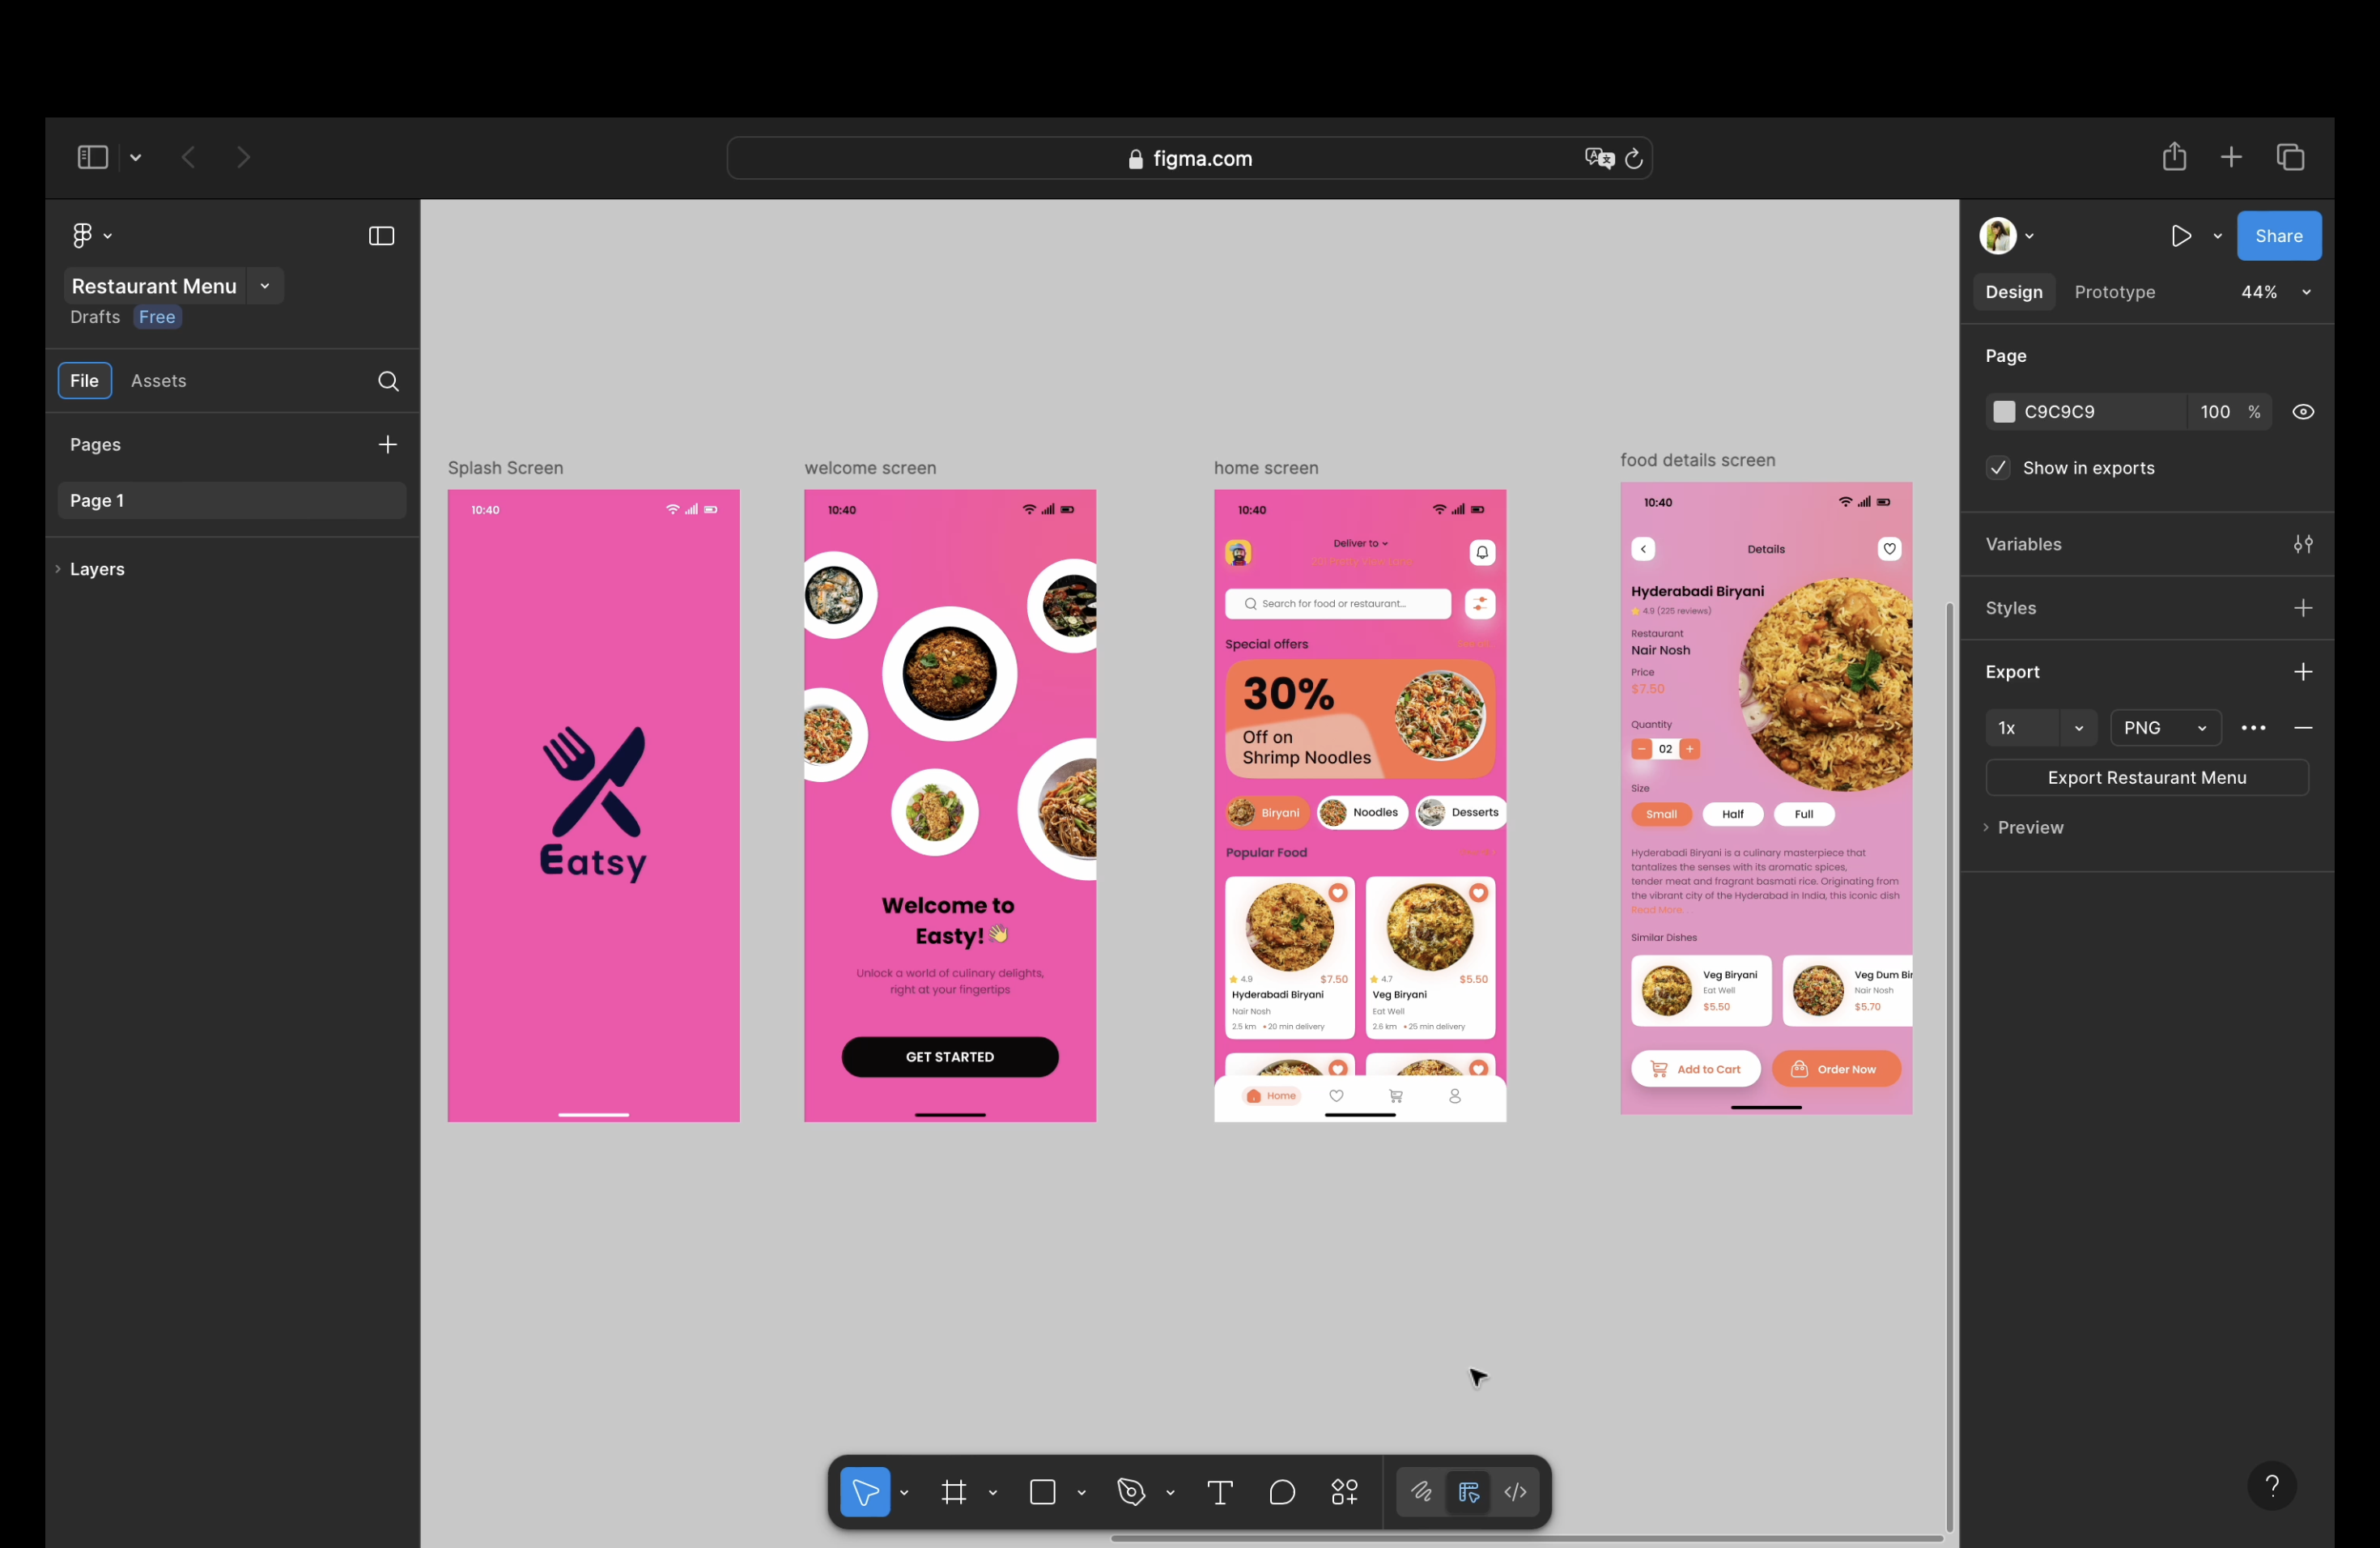 figma.com
Restaurant Menu
Drafts Free
File Assets
Pages
Page 1
Layers
Splash Screen
10:40
Eatsy
welcome screen
10:40
Welcome to
Easty!👋
Unlock a world of culinary delights,
right at your fingertips
GET STARTED
home screen
10:40
Deliver to
Search for food or restaurant...
Special offers
30%
Off on
Shrimp Noodles
Biryani Noodles Desserts
Popular Food
4.9 $7.50
Hyderabadi Biryani
Nair Nosh
2.5 km • 20 min delivery
4.7 $5.50
Veg Biryani
Eat Well
2.6 km • 25 min delivery
Home
food details screen
10:40
Details
Hyderabadi Biryani
4.9 (225 reviews)
Restaurant
Nair Nosh
Price
$7.50
Quantity
− 02 +
Size
Small Half Full
Hyderabadi Biryani is a culinary masterpiece that
tantalizes the senses with its aromatic spices,
tender meat and fragrant basmati rice. Originating from
the vibrant city of the Hyderabad in India, this iconic dish
Read More...
Similar Dishes
Veg Biryani
Eat Well
$5.50
Veg Dum Bir
Nair Nosh
$5.70
Add to Cart Order Now
Share
Design Prototype 44%
Page
C9C9C9 100 %
Show in exports
Variables
Styles
Export
1x PNG
Export Restaurant Menu
Preview
?